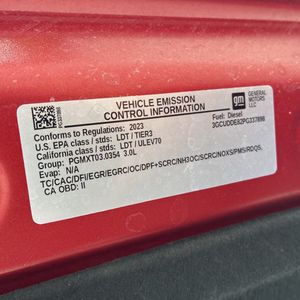 VEHICLE EMISSION
CONTROL INFORMATION
gm GENERAL
MOTORS
LLC
Conforms to Regulations: 2023
Fuel: Diesel
U.S. EPA class / stds: LDT / TIER3
California class / stds: LDT / ULEV70
Group: PGMXT03.0354 3.0L
Evap: N/A
TC/CAC/DFI/EGR/EGRC/OC/DPF+SCRC/NH3OC/SCRC/NOXS/PMS/RDQS,
CA OBD: II